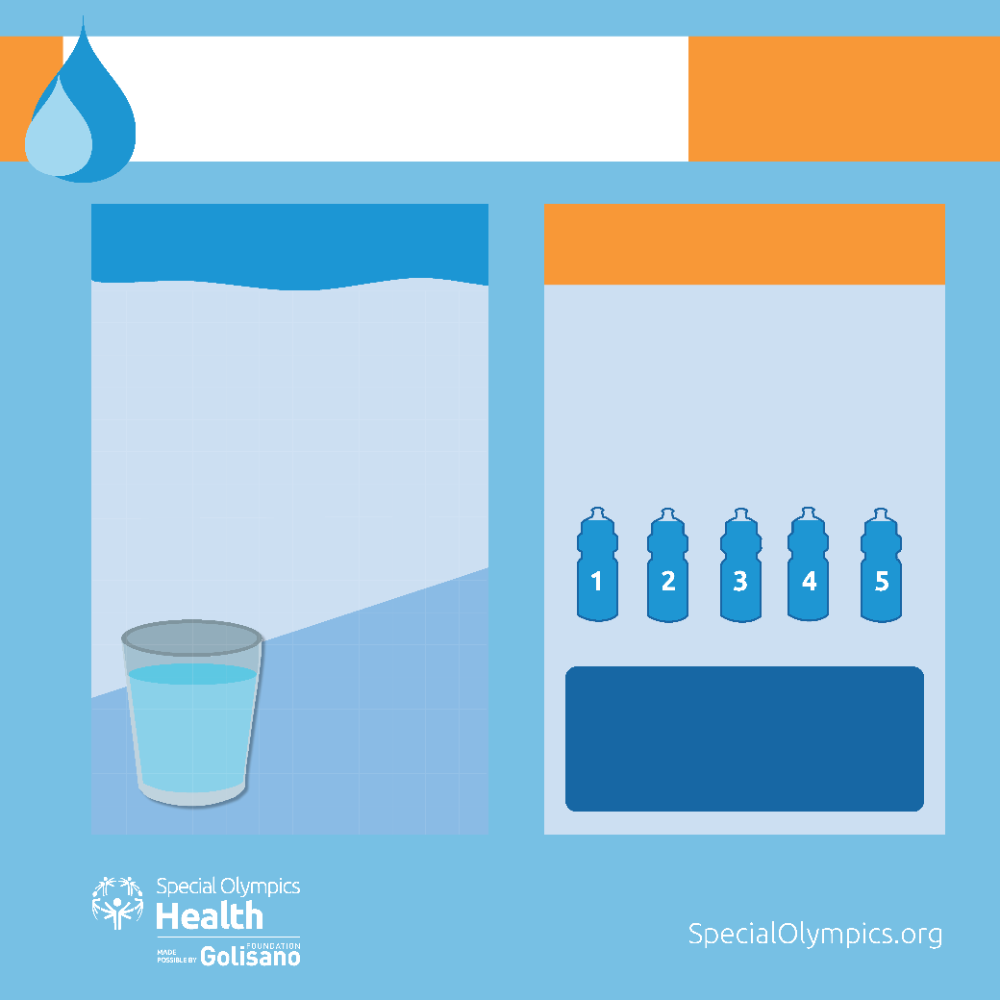 1 2 3 4 5
Special Olympics
Health
MADE
POSSIBLE BY
FOUNDATION
Golisano
SpecialOlympics.org